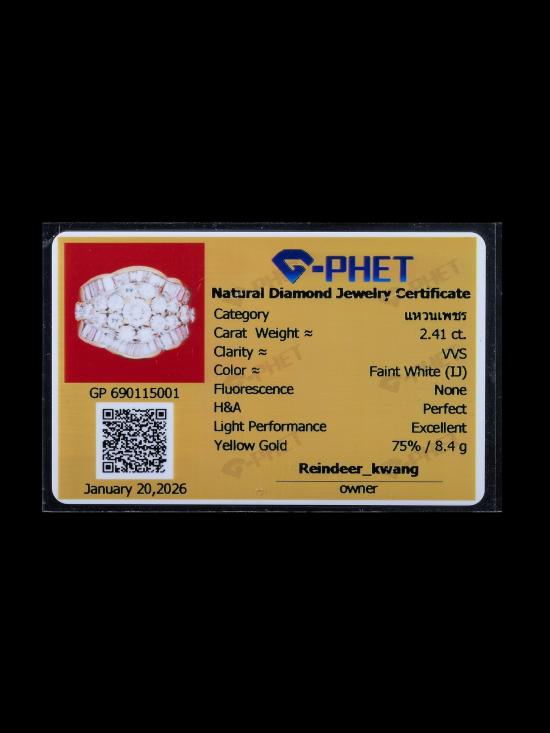 G-PHET
Natural Diamond Jewelry Certificate
Category แหวนเพชร
Carat Weight ≈ 2.41 ct.
Clarity ≈ VVS
Color ≈ Faint White (IJ)
Fluorescence None
H&A Perfect
Light Performance Excellent
Yellow Gold 75% / 8.4 g
Reindeer_kwang
owner
GP 690115001
January 20,2026